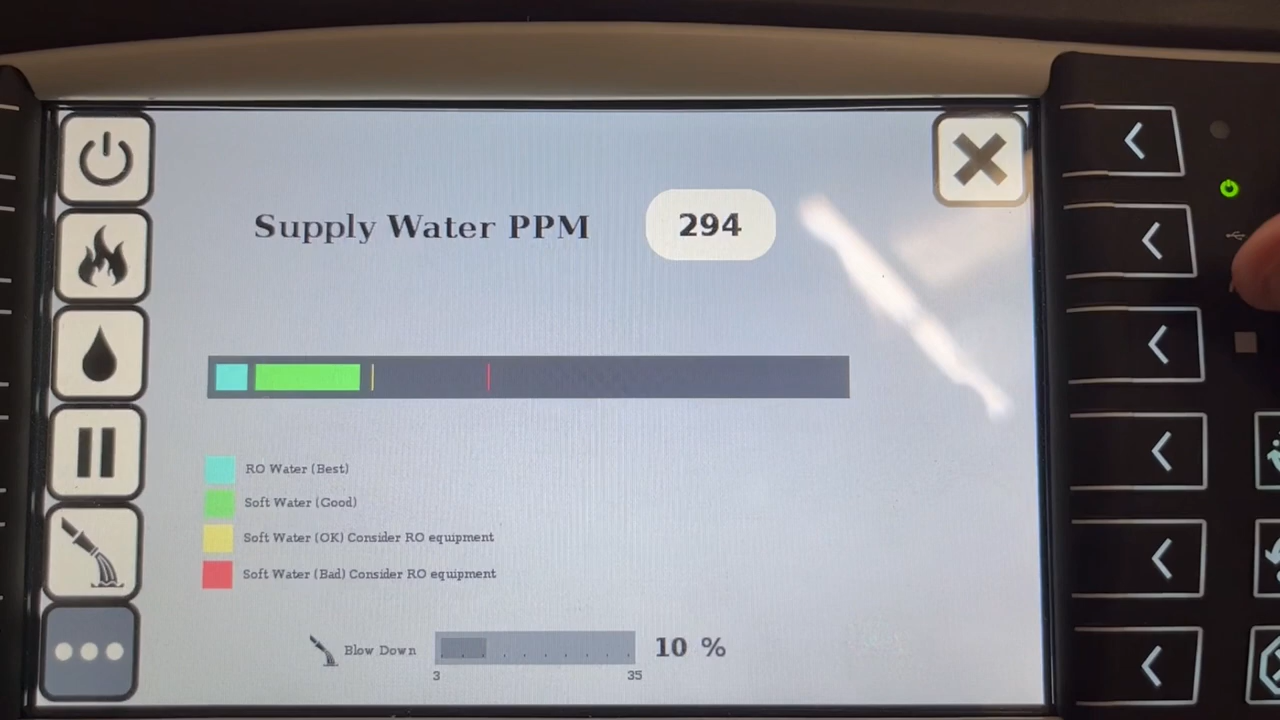 Supply Water PPM 294
RO Water (Best)
Soft Water (Good)
Soft Water (OK) Consider RO equipment
Soft Water (Bad) Consider RO equipment
Blow Down 10 %
3 35